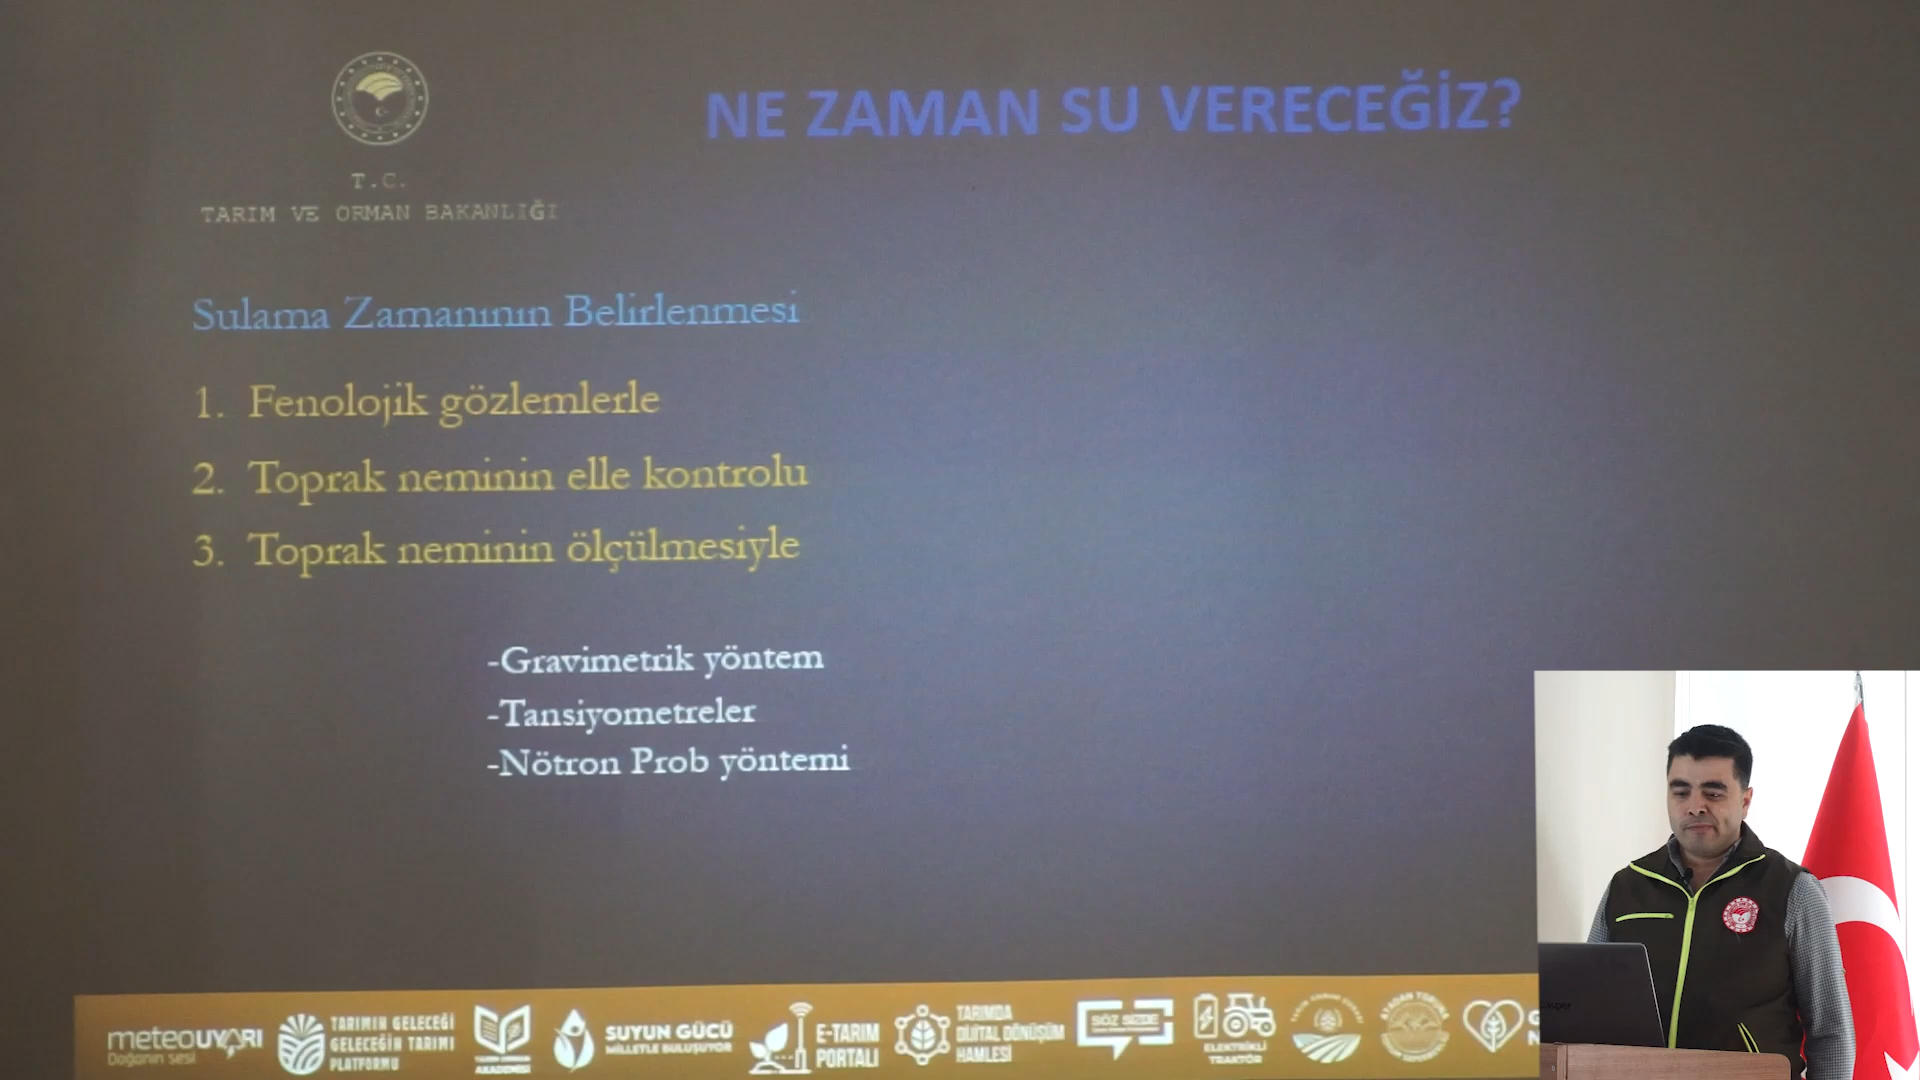 NE ZAMAN SU VERECEĞİZ?
T.C.
TARIM VE ORMAN BAKANLIĞI
Sulama Zamanının Belirlenmesi
1. Fenolojik gözlemlerle
2. Toprak neminin elle kontrolu
3. Toprak neminin ölçülmesiyle
-Gravimetrik yöntem
-Tansiyometreler
-Nötron Prob yöntemi
meteoUYARI
Doğanın sesi
TARIMIN GELECEĞİ
GELECEĞİN TARIMI
PLATFORMU
AKADEMİSİ
SUYUN GÜCÜ
MİLLETLE BULUŞUYOR
E-TARIM
PORTALI
TARIMDA
DİJİTAL DÖNÜŞÜM
HAMLESİ
SÖZ SİZDE
ELEKTRİKLİ
TRAKTÖR